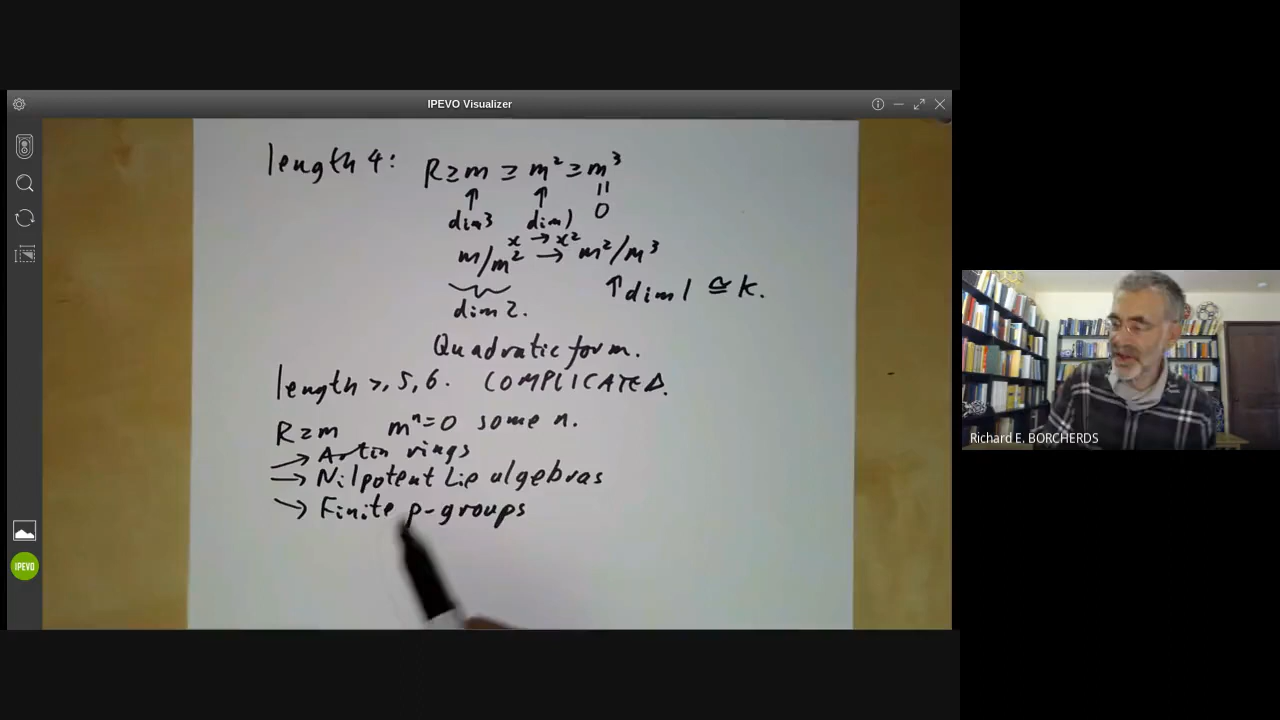 IPEVO Visualizer
length 4: R ≥ m ≥ m² ≥ m³
↑ ↑ =
dim 3 dim 1 0
x → x²
m/m² → m²/m³
dim 2. ↑ dim 1 ≅ k.
Quadratic form.
length >, 5, 6. COMPLICATED.
R ≥ m mⁿ = 0 some n.
→ Artin rings
→ Nilpotent Lie algebras
→ Finite p-groups
Richard E. BORCHERDS
IPEVO